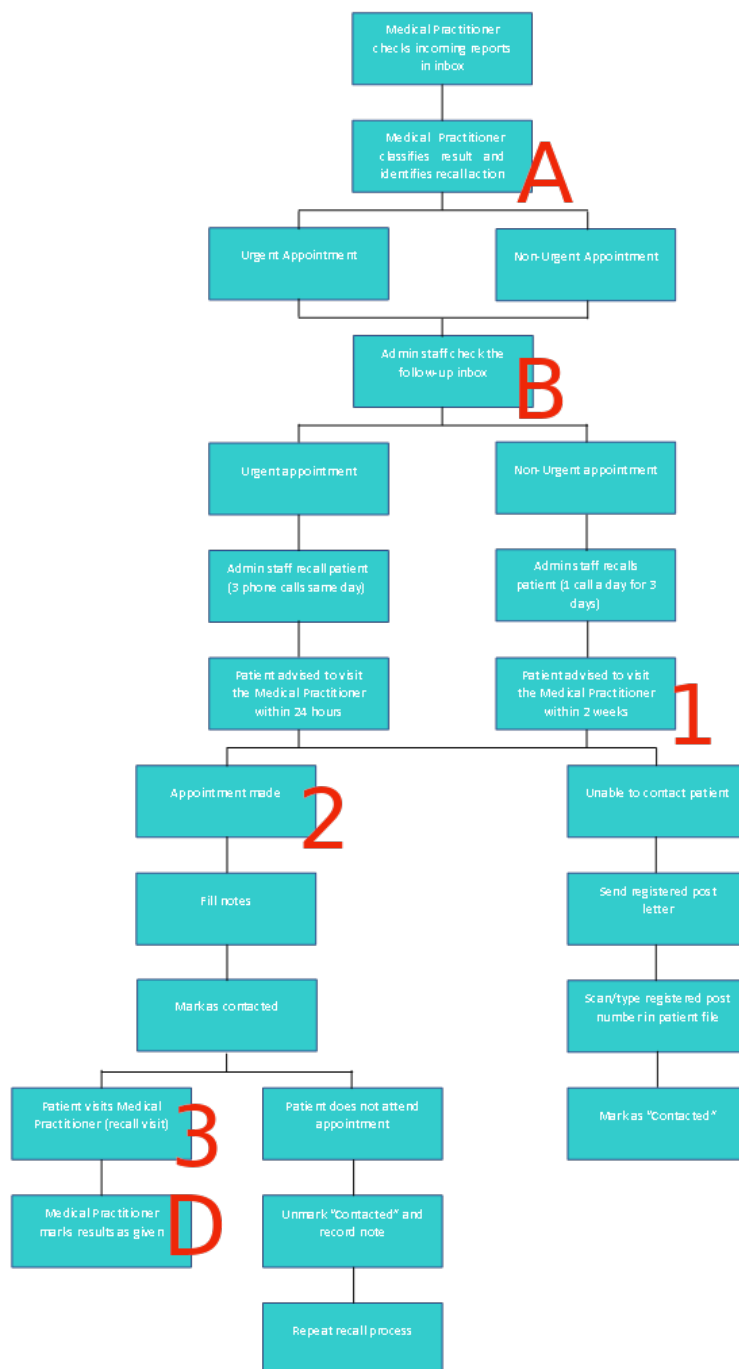 Medical Practitioner
checks incoming reports
in inbox
Medical Practitioner
classifies result and
identifies recall action
A
Urgent Appointment
Non-Urgent Appointment
Admin staff check the
follow-up inbox
B
Urgent appointment
Non-Urgent appointment
Admin staff recall patient
(3 phone calls same day)
Admin staff recalls
patient (1 call a day for 3
days)
Patient advised to visit
the Medical Practitioner
within 24 hours
Patient advised to visit
the Medical Practitioner
within 2 weeks
1
Appointment made
2
Unable to contact patient
Fill notes
Send registered post
letter
Mark as contacted
Scan/type registered post
number in patient file
Patient visits Medical
Practitioner (recall visit)
3
Patient does not attend
appointment
Mark as "Contacted"
Medical Practitioner
marks results as given
D
Unmark "Contacted" and
record note
Repeat recall process